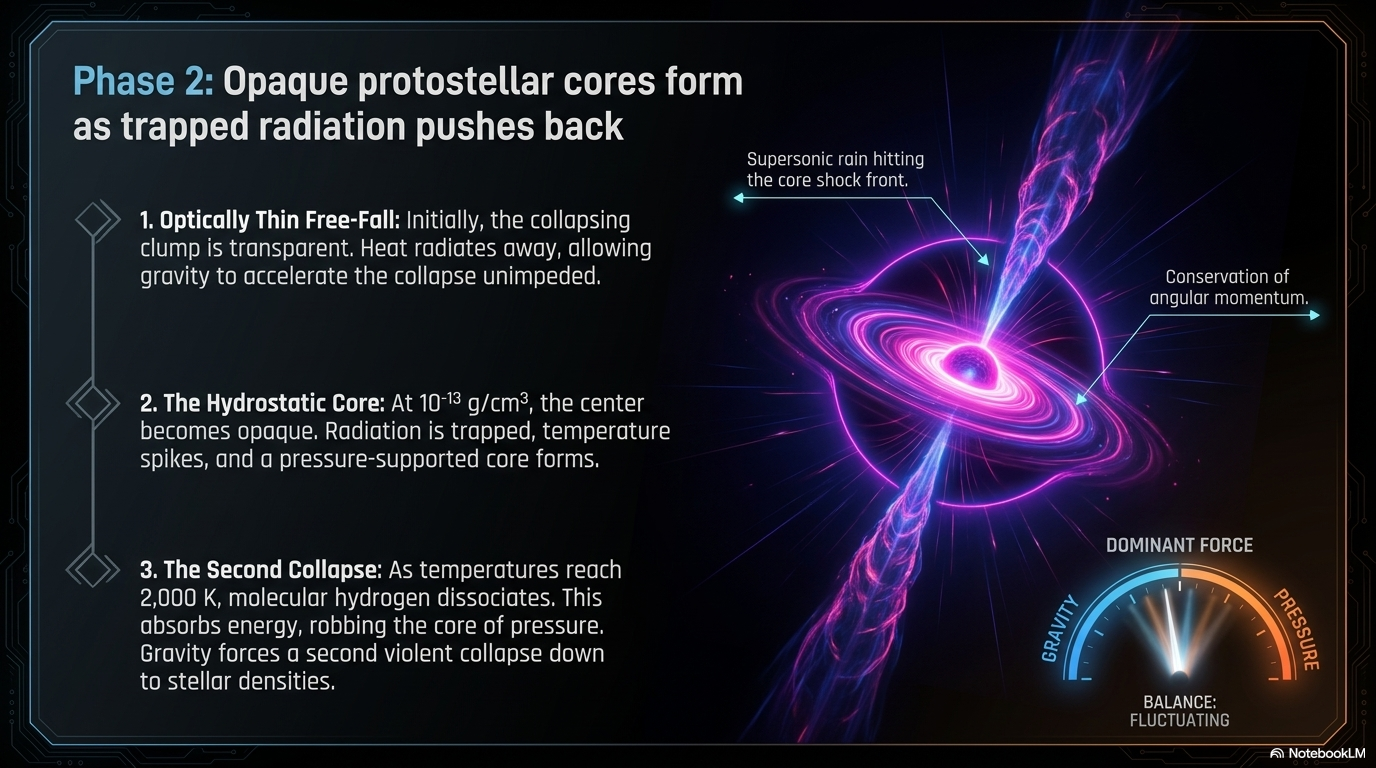 Phase 2: Opaque protostellar cores form
as trapped radiation pushes back
1. Optically Thin Free-Fall: Initially, the collapsing
clump is transparent. Heat radiates away, allowing
gravity to accelerate the collapse unimpeded.
2. The Hydrostatic Core: At 10⁻¹³ g/cm³, the center
becomes opaque. Radiation is trapped, temperature
spikes, and a pressure-supported core forms.
3. The Second Collapse: As temperatures reach
2,000 K, molecular hydrogen dissociates. This
absorbs energy, robbing the core of pressure.
Gravity forces a second violent collapse down
to stellar densities.
Supersonic rain hitting
the core shock front.
Conservation of
angular momentum.
DOMINANT FORCE
GRAVITY
PRESSURE
BALANCE:
FLUCTUATING
NotebookLM